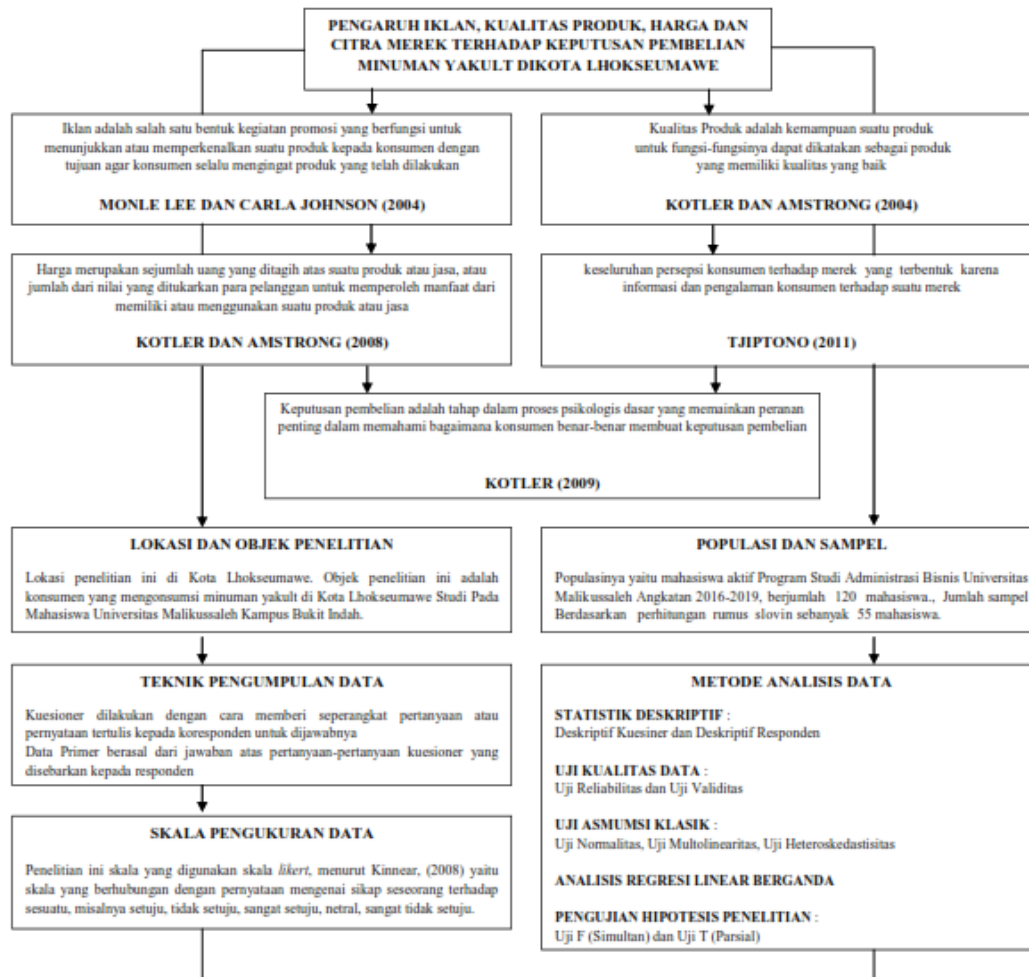 PENGARUH IKLAN, KUALITAS PRODUK, HARGA DAN
CITRA MEREK TERHADAP KEPUTUSAN PEMBELIAN
MINUMAN YAKULT DIKOTA LHOKSEUMAWE
Iklan adalah salah satu bentuk kegiatan promosi yang berfungsi untuk
menunjukkan atau memperkenalkan suatu produk kepada konsumen dengan
tujuan agar konsumen selalu mengingat produk yang telah dilakukan
MONLE LEE DAN CARLA JOHNSON (2004)
Kualitas Produk adalah kemampuan suatu produk
untuk fungsi-fungsinya dapat dikatakan sebagai produk
yang memiliki kualitas yang baik
KOTLER DAN AMSTRONG (2004)
Harga merupakan sejumlah uang yang ditagih atas suatu produk atau jasa, atau
jumlah dari nilai yang ditukarkan para pelanggan untuk memperoleh manfaat dari
memiliki atau menggunakan suatu produk atau jasa
KOTLER DAN AMSTRONG (2008)
keseluruhan persepsi konsumen terhadap merek yang terbentuk karena
informasi dan pengalaman konsumen terhadap suatu merek
TJIPTONO (2011)
Keputusan pembelian adalah tahap dalam proses psikologis dasar yang memainkan peranan
penting dalam memahami bagaimana konsumen benar-benar membuat keputusan pembelian
KOTLER (2009)
LOKASI DAN OBJEK PENELITIAN
Lokasi penelitian ini di Kota Lhokseumawe. Objek penelitian ini adalah
konsumen yang mengonsumsi minuman yakult di Kota Lhokseumawe Studi Pada
Mahasiswa Universitas Malikussaleh Kampus Bukit Indah.
POPULASI DAN SAMPEL
Populasinya yaitu mahasiswa aktif Program Studi Administrasi Bisnis Universitas
Malikussaleh Angkatan 2016-2019, berjumlah 120 mahasiswa., Jumlah sampel
Berdasarkan perhitungan rumus slovin sebanyak 55 mahasiswa.
TEKNIK PENGUMPULAN DATA
Kuesioner dilakukan dengan cara memberi seperangkat pertanyaan atau
pernyataan tertulis kepada koresponden untuk dijawabnya
Data Primer berasal dari jawaban atas pertanyaan-pertanyaan kuesioner yang
disebarkan kepada responden
SKALA PENGUKURAN DATA
Penelitian ini skala yang digunakan skala likert, menurut Kinnear, (2008) yaitu
skala yang berhubungan dengan pernyataan mengenai sikap seseorang terhadap
sesuatu, misalnya setuju, tidak setuju, sangat setuju, netral, sangat tidak setuju.
METODE ANALISIS DATA
STATISTIK DESKRIPTIF :
Deskriptif Kuesiner dan Deskriptif Responden
UJI KUALITAS DATA :
Uji Reliabilitas dan Uji Validitas
UJI ASMUMSI KLASIK :
Uji Normalitas, Uji Multolinearitas, Uji Heteroskedastisitas
ANALISIS REGRESI LINEAR BERGANDA
PENGUJIAN HIPOTESIS PENELITIAN :
Uji F (Simultan) dan Uji T (Parsial)